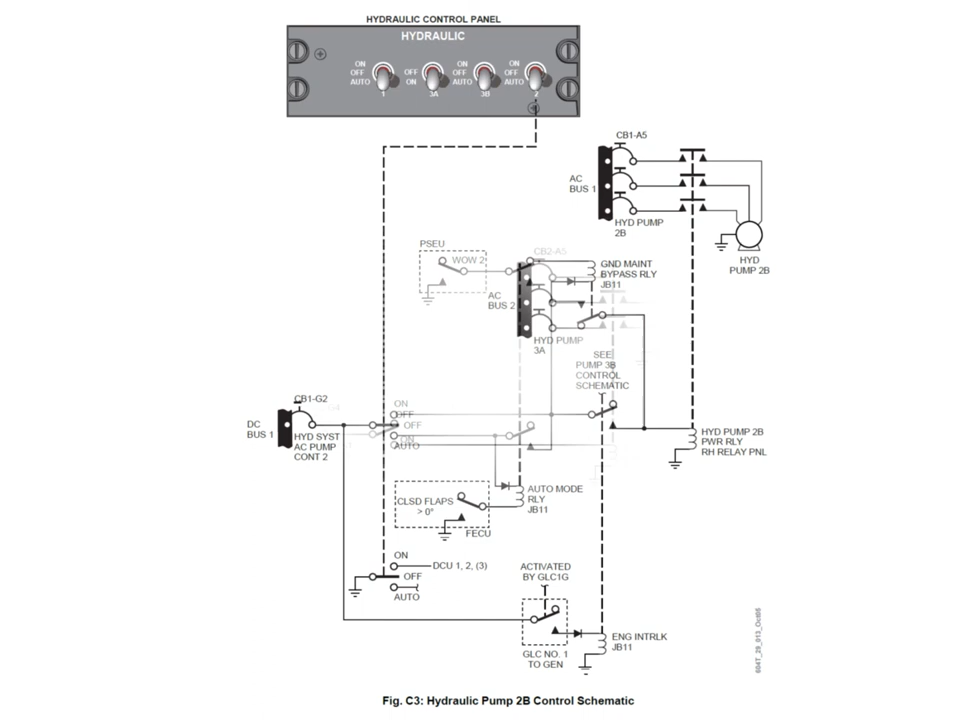 HYDRAULIC CONTROL PANEL
HYDRAULIC
ON
OFF
AUTO
1
OFF
ON
3A
ON
OFF
AUTO
3B
ON
OFF
AUTO
2
CB1-A5
AC
BUS 1
HYD PUMP
2B
HYD
PUMP 2B
PSEU
WOW 2
CB2-A5
GND MAINT
BYPASS RLY
JB11
AC
BUS 2
HYD PUMP
3A
SEE
PUMP 3B
CONTROL
SCHEMATIC
CB1-G2
DC
BUS 1
HYD SYST
AC PUMP
CONT 2
ON
OFF
OFF
ON
AUTO
HYD PUMP 2B
PWR RLY
RH RELAY PNL
CLSD FLAPS
> 0°
FECU
AUTO MODE
RLY
JB11
ON
DCU 1, 2, (3)
OFF
AUTO
ACTIVATED
BY GLC1G
GLC NO. 1
TO GEN
ENG INTRLK
JB11
604T_29_013_Oct05
Fig. C3: Hydraulic Pump 2B Control Schematic